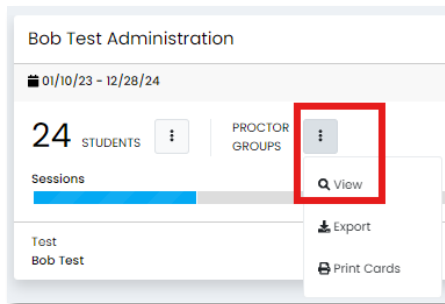 Bob Test Administration
01/10/23 - 12/28/24
24 STUDENTS
PROCTOR
GROUPS
View
Sessions
Export
Test
Bob Test
Print Cards